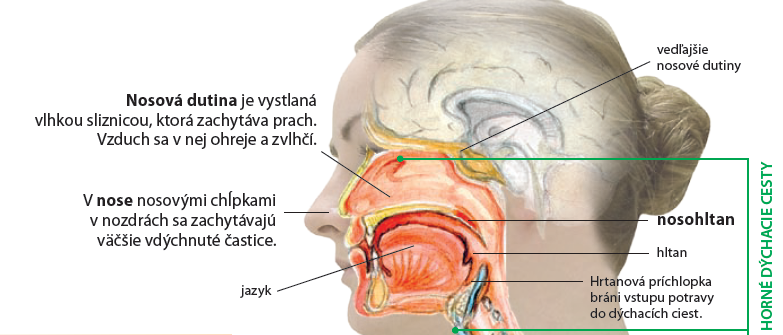 vedľajšie
nosové dutiny
Nosová dutina je vystlaná
vlhkou sliznicou, ktorá zachytáva prach.
Vzduch sa v nej ohreje a zvlhčí.
V nose nosovými chĺpkami
v nozdrách sa zachytávajú
väčšie vdýchnuté častice.
nosohltan
hltan
jazyk
Hrtanová príchlopka
bráni vstupu potravy
do dýchacích ciest.
HORNÉ DÝCHACIE CESTY